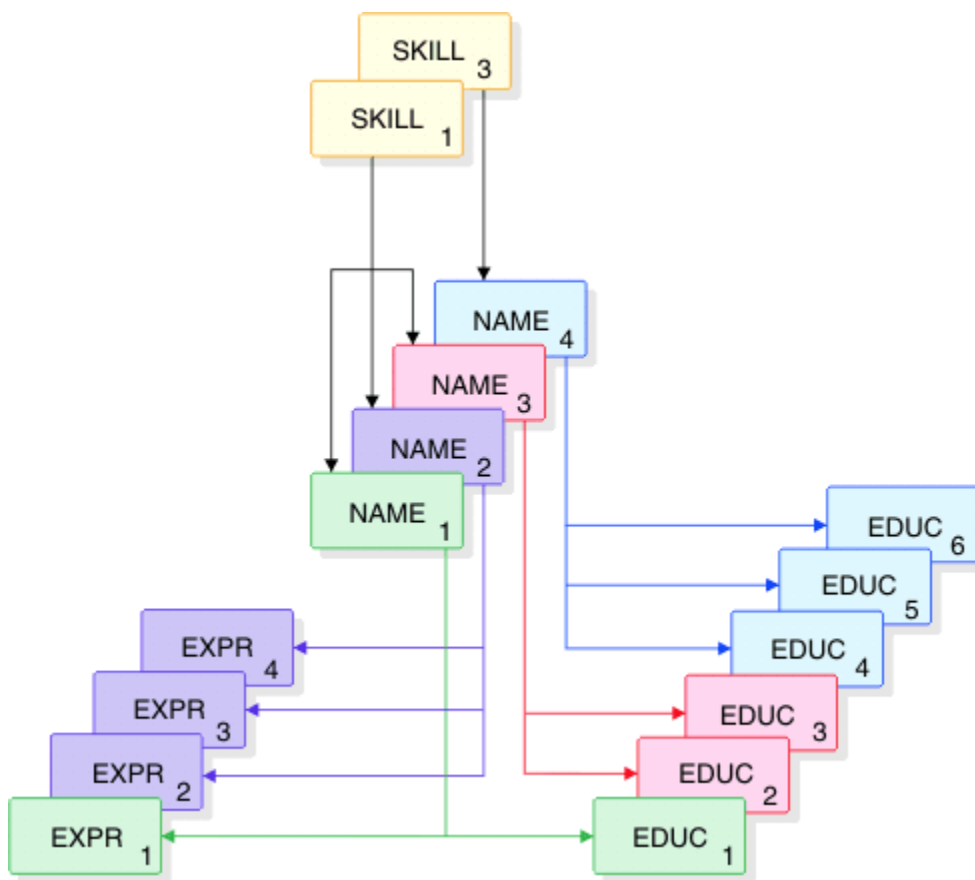 SKILL 3
SKILL 1
NAME 4
NAME 3
NAME 2
NAME 1
EDUC 6
EDUC 5
EDUC 4
EDUC 3
EDUC 2
EDUC 1
EXPR 4
EXPR 3
EXPR 2
EXPR 1